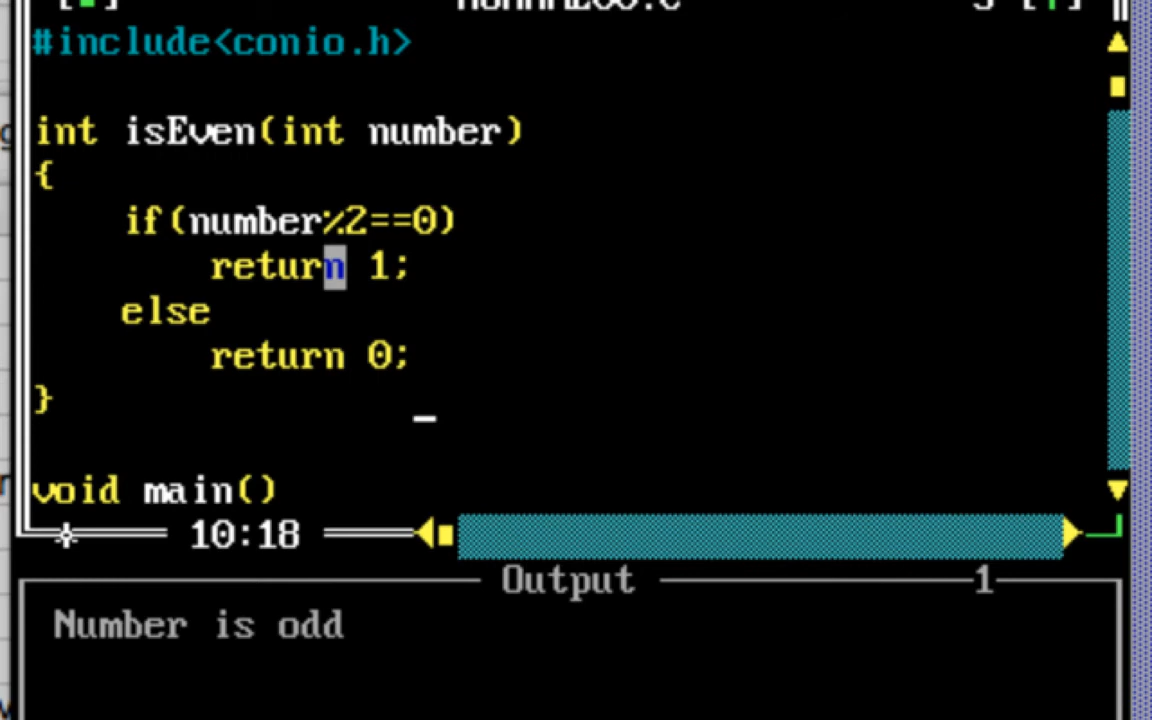 #include<conio.h>
int isEven(int number)
{
if(number%2==0)
return 1;
else
return 0;
}
void main()
10:18
Output 1
Number is odd